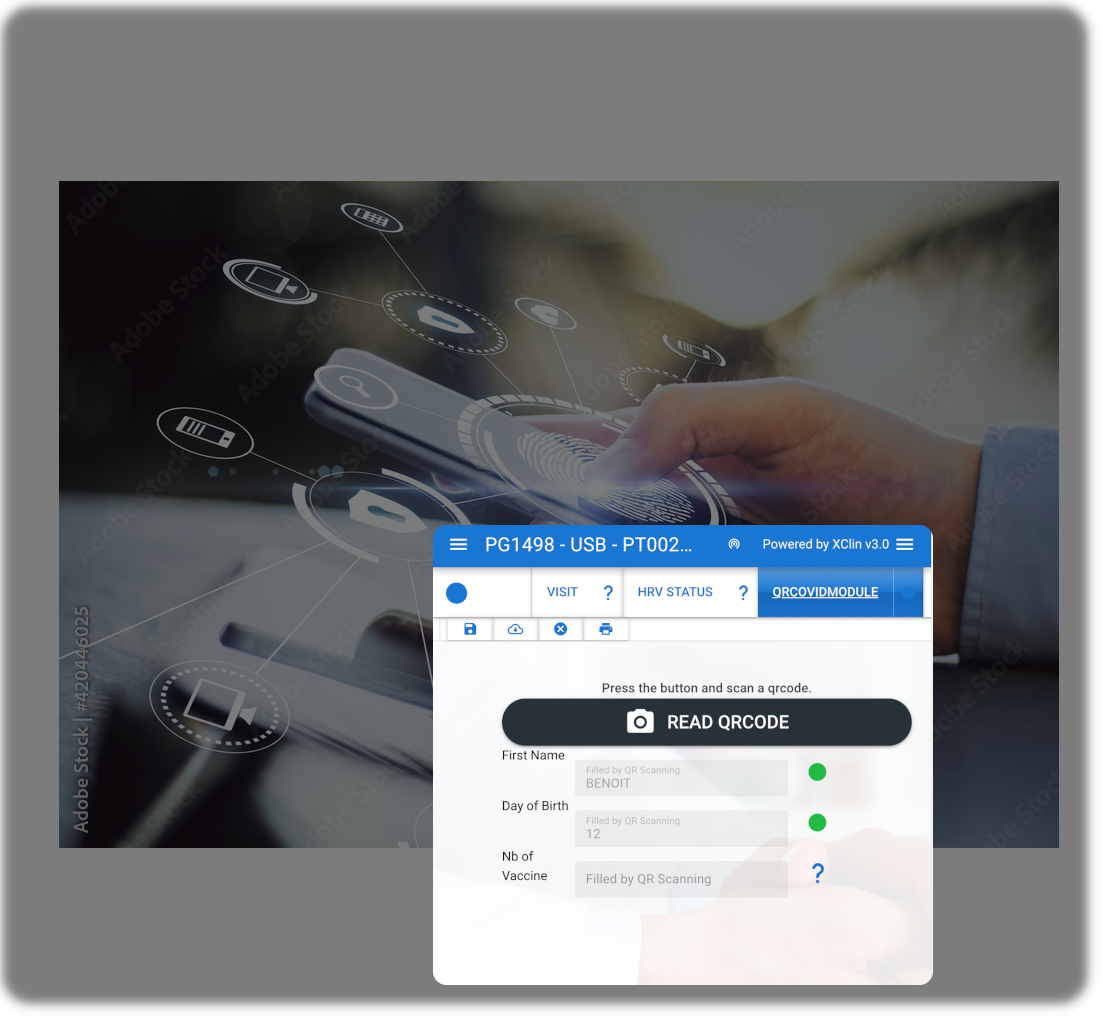 Adobe Stock | #420446025
PG1498 - USB - PT002...
Powered by XClin v3.0
VISIT ?
HRV STATUS ?
QRCOVIDMODULE
Press the button and scan a qrcode.
READ QRCODE
First Name
Filled by QR Scanning
BENOIT
Day of Birth
Filled by QR Scanning
12
Nb of
Vaccine
Filled by QR Scanning
?
Adobe Stock